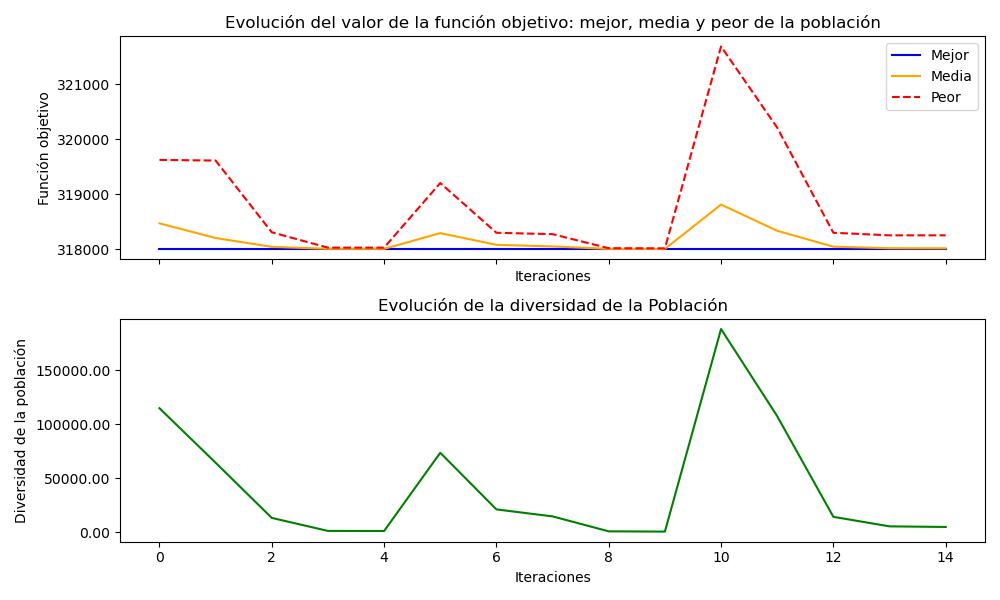 Evolución del valor de la función objetivo: mejor, media y peor de la población
Función objetivo
321000
320000
319000
318000
Mejor
Media
Peor
Iteraciones
Evolución de la diversidad de la Población
Diversidad de la población
150000.00
100000.00
50000.00
0.00
0 2 4 6 8 10 12 14
Iteraciones